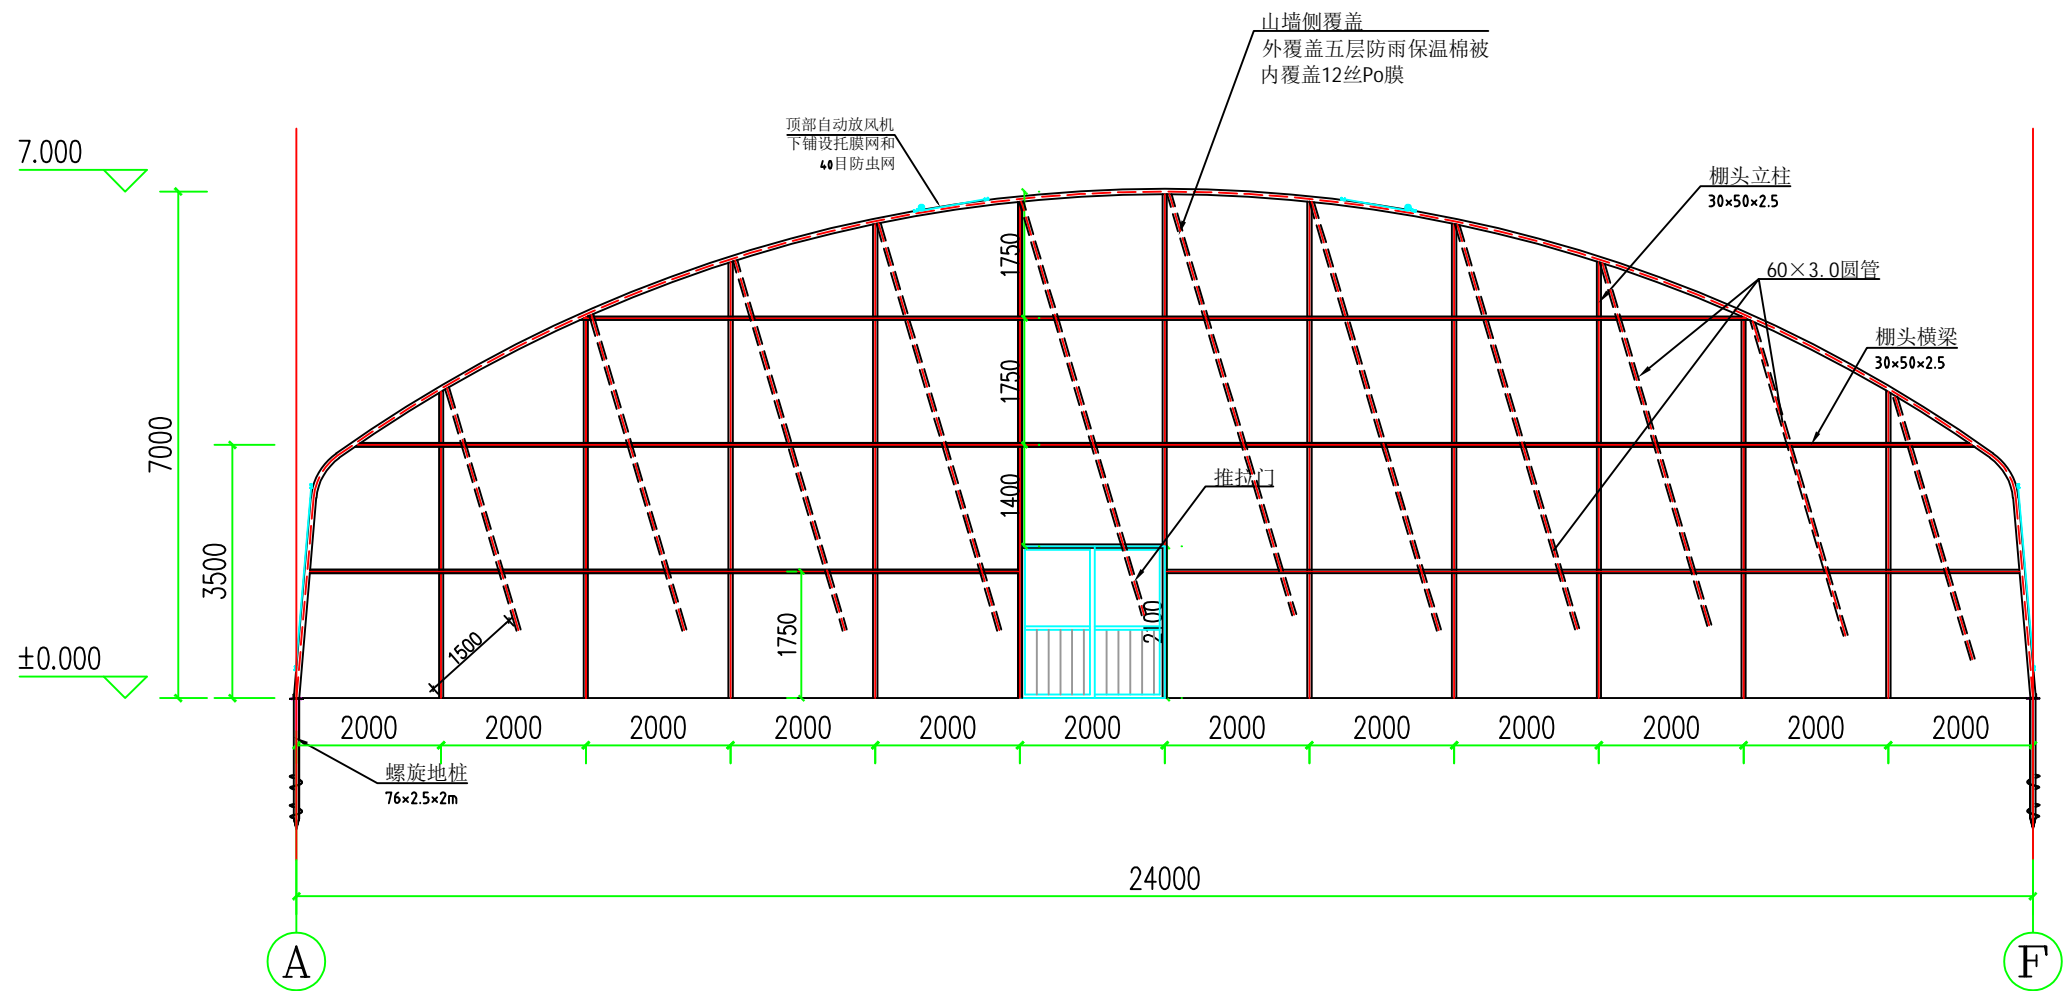 山墙侧覆盖
外覆盖五层防雨保温棉被
内覆盖12丝Po膜
顶部自动放风机
下铺设托膜网和
40目防虫网
7.000
棚头立柱
30×50×2.5
60×3.0圆管
棚头横梁
30×50×2.5
1750
1750
1400
7000
3500
推拉门
2100
1750
1500
±0.000
2000 2000 2000 2000 2000 2000 2000 2000 2000 2000 2000 2000
螺旋地桩
76×2.5×2m
24000
A F